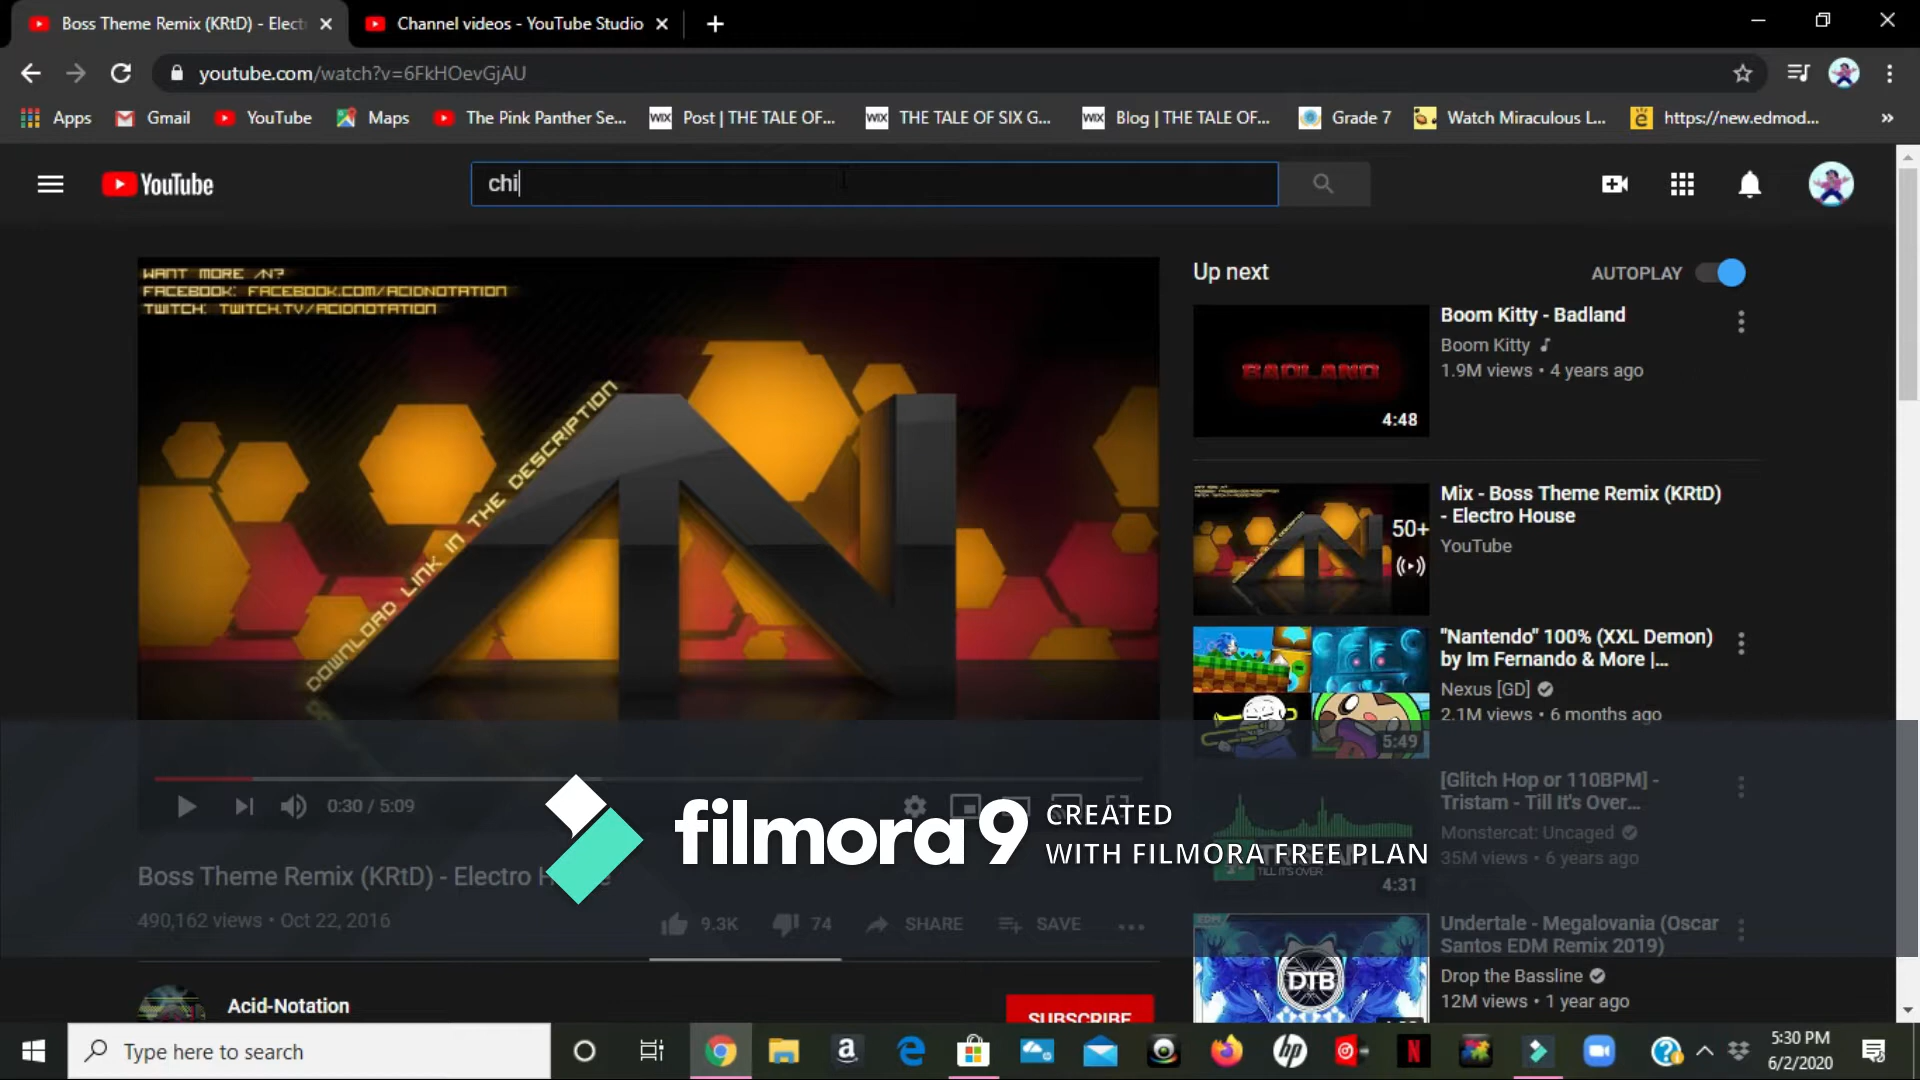 Boss Theme Remix (KRtD) - Elect
Channel videos - YouTube Studio
youtube.com/watch?v=6FkHOevGjAU
Apps
Gmail
YouTube
Maps
The Pink Panther Se...
WIX Post | THE TALE OF...
WIX THE TALE OF SIX G...
WIX Blog | THE TALE OF...
Grade 7
Watch Miraculous L...
https://new.edmod...
YouTube
chi
WANT MORE /N?
FACEBOOK: FACEBOOK.COM/ACIDNOTATION
TWITCH: TWITCH.TV/ACIDNOTATION
DOWNLOAD LINK IN THE DESCRIPTION
0:30 / 5:09
filmora9
CREATED
WITH FILMORA FREE PLAN
Boss Theme Remix (KRtD) - Electro H
490,162 views • Oct 22, 2016
9.3K
74
SHARE
SAVE
Acid-Notation
SUBSCRIBE
Up next
AUTOPLAY
BADLAND
4:48
Boom Kitty - Badland
Boom Kitty
1.9M views • 4 years ago
50+
Mix - Boss Theme Remix (KRtD)
- Electro House
YouTube
5:49
"Nantendo" 100% (XXL Demon)
by Im Fernando & More |...
Nexus [GD]
2.1M views • 6 months ago
TILL IT'S OVER
4:31
[Glitch Hop or 110BPM] -
Tristam - Till It's Over...
Monstercat: Uncaged
35M views • 6 years ago
EDM
DTB
Undertale - Megalovania (Oscar
Santos EDM Remix 2019)
Drop the Bassline
12M views • 1 year ago
Type here to search
5:30 PM
6/2/2020